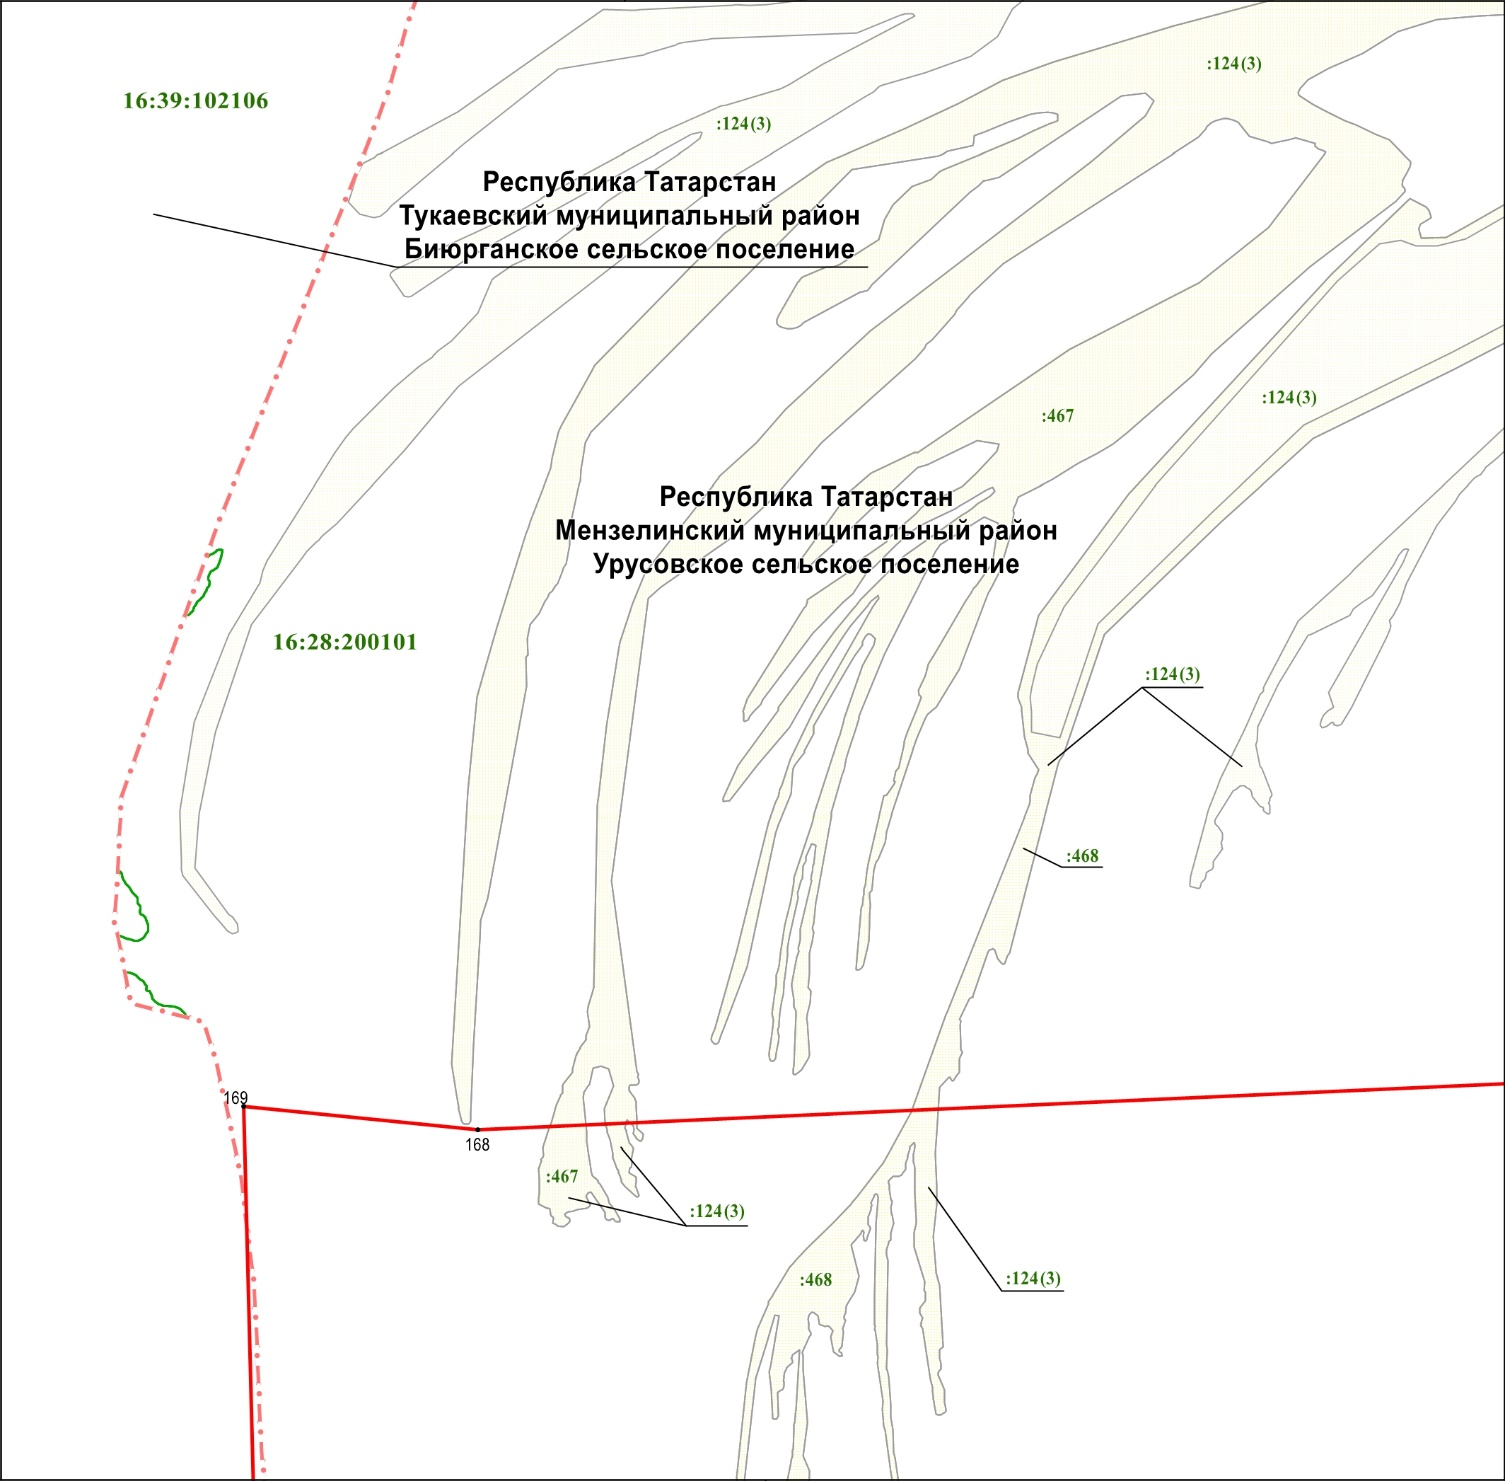 :124(3)
16:39:102106
:124(3)
Республика Татарстан
Тукаевский муниципальный район
Биюрганское сельское поселение
:124(3)
:467
Республика Татарстан
Мензелинский муниципальный район
Урусовское сельское поселение
16:28:200101
:124(3)
:468
169
168
:467
:124(3)
:124(3)
:468